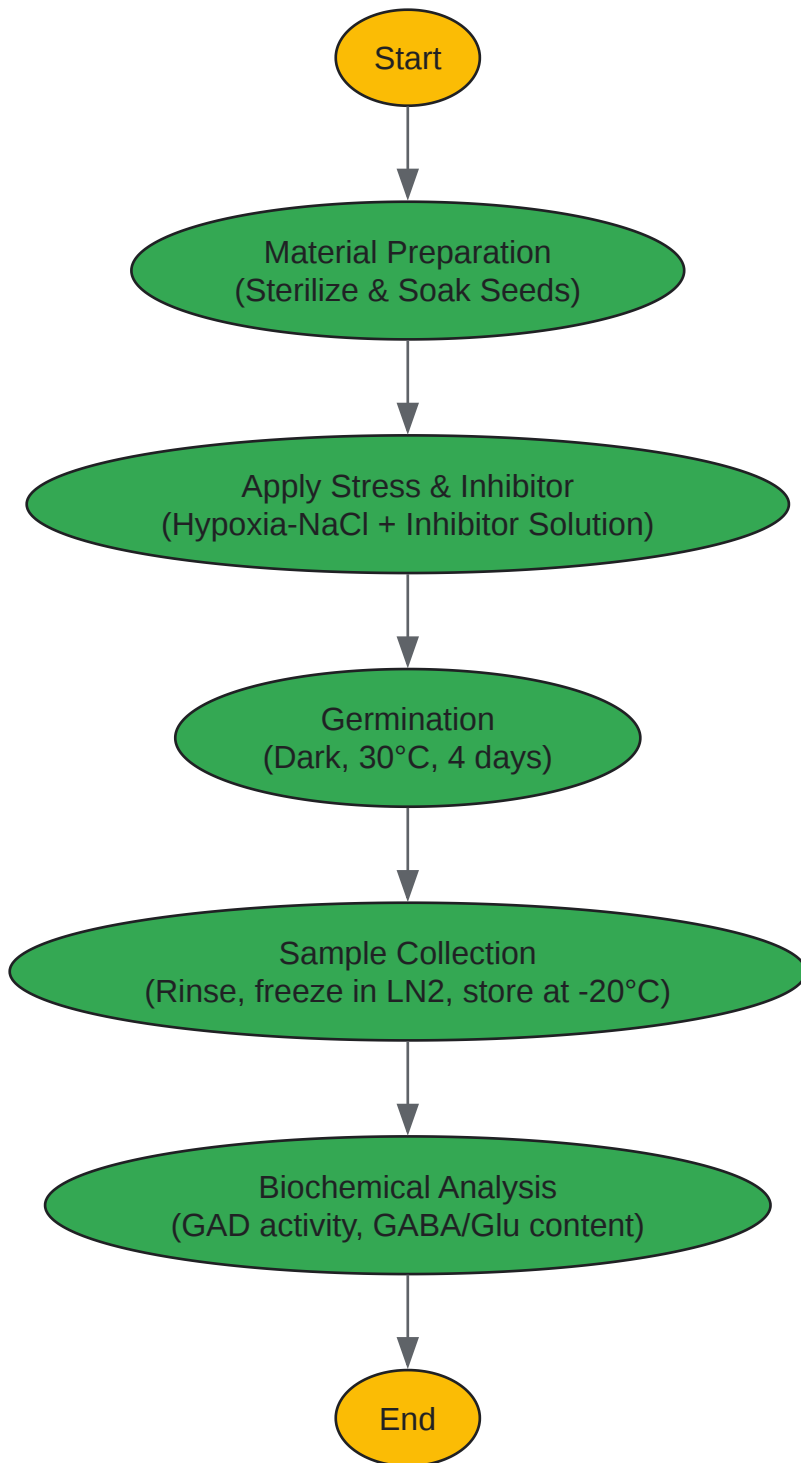 Start
Material Preparation
(Sterilize & Soak Seeds)
Apply Stress & Inhibitor
(Hypoxia-NaCl + Inhibitor Solution)
Germination
(Dark, 30°C, 4 days)
Sample Collection
(Rinse, freeze in LN2, store at -20°C)
Biochemical Analysis
(GAD activity, GABA/Glu content)
End